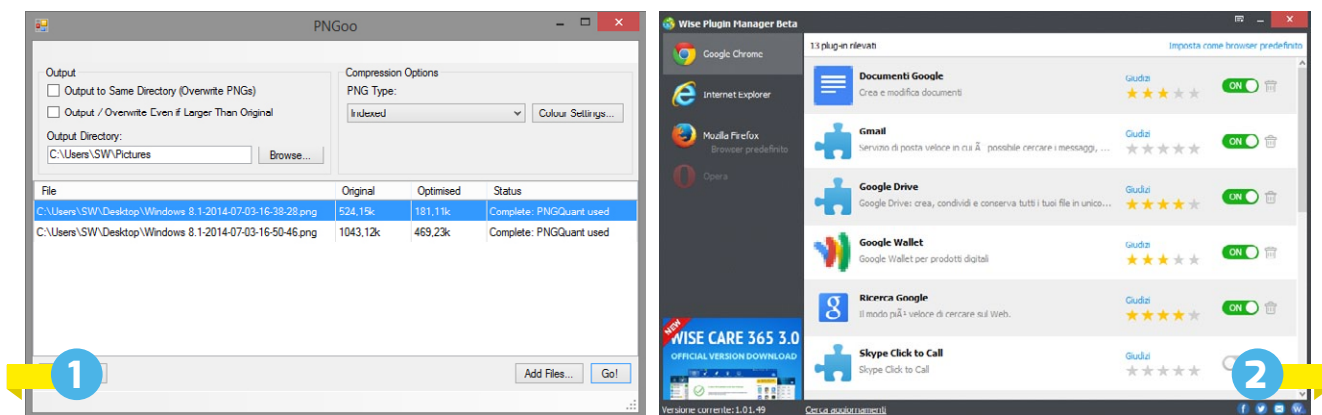 PNGoo
Output
Output to Same Directory (Overwrite PNGs)
Output / Overwrite Even if Larger Than Original
Output Directory:
C:\Users\SW\Pictures
Browse...
Compression Options
PNG Type:
Indexed
Colour Settings...
File Original Optimised Status
C:\Users\SW\Desktop\Windows 8.1-2014-07-03-16-38-28.png 524,15k 181,11k Complete: PNGQuant used
C:\Users\SW\Desktop\Windows 8.1-2014-07-03-16-50-46.png 1043,12k 469,23k Complete: PNGQuant used
Add Files... Go!
1
Wise Plugin Manager Beta
Google Chrome
Internet Explorer
Mozilla Firefox
Browser predefinito
Opera
WISE CARE 365 3.0
NEW
OFFICIAL VERSION DOWNLOAD
Versione corrente: 1.01.49
13 plug-in rilevati
Imposta come browser predefinito
Documenti Google
Crea e modifica documenti
Giudizi
ON
Gmail
Servizio di posta veloce in cui Ã possibile cercare i messaggi, ...
Giudizi
ON
Google Drive
Google Drive: crea, condividi e conserva tutti i tuoi file in unico...
Giudizi
ON
Google Wallet
Google Wallet per prodotti digitali
Giudizi
ON
Ricerca Google
Il modo piÃ¹ veloce di cercare sul Web.
Giudizi
ON
Skype Click to Call
Skype Click to Call
Giudizi
2
Cerca aggiornamenti